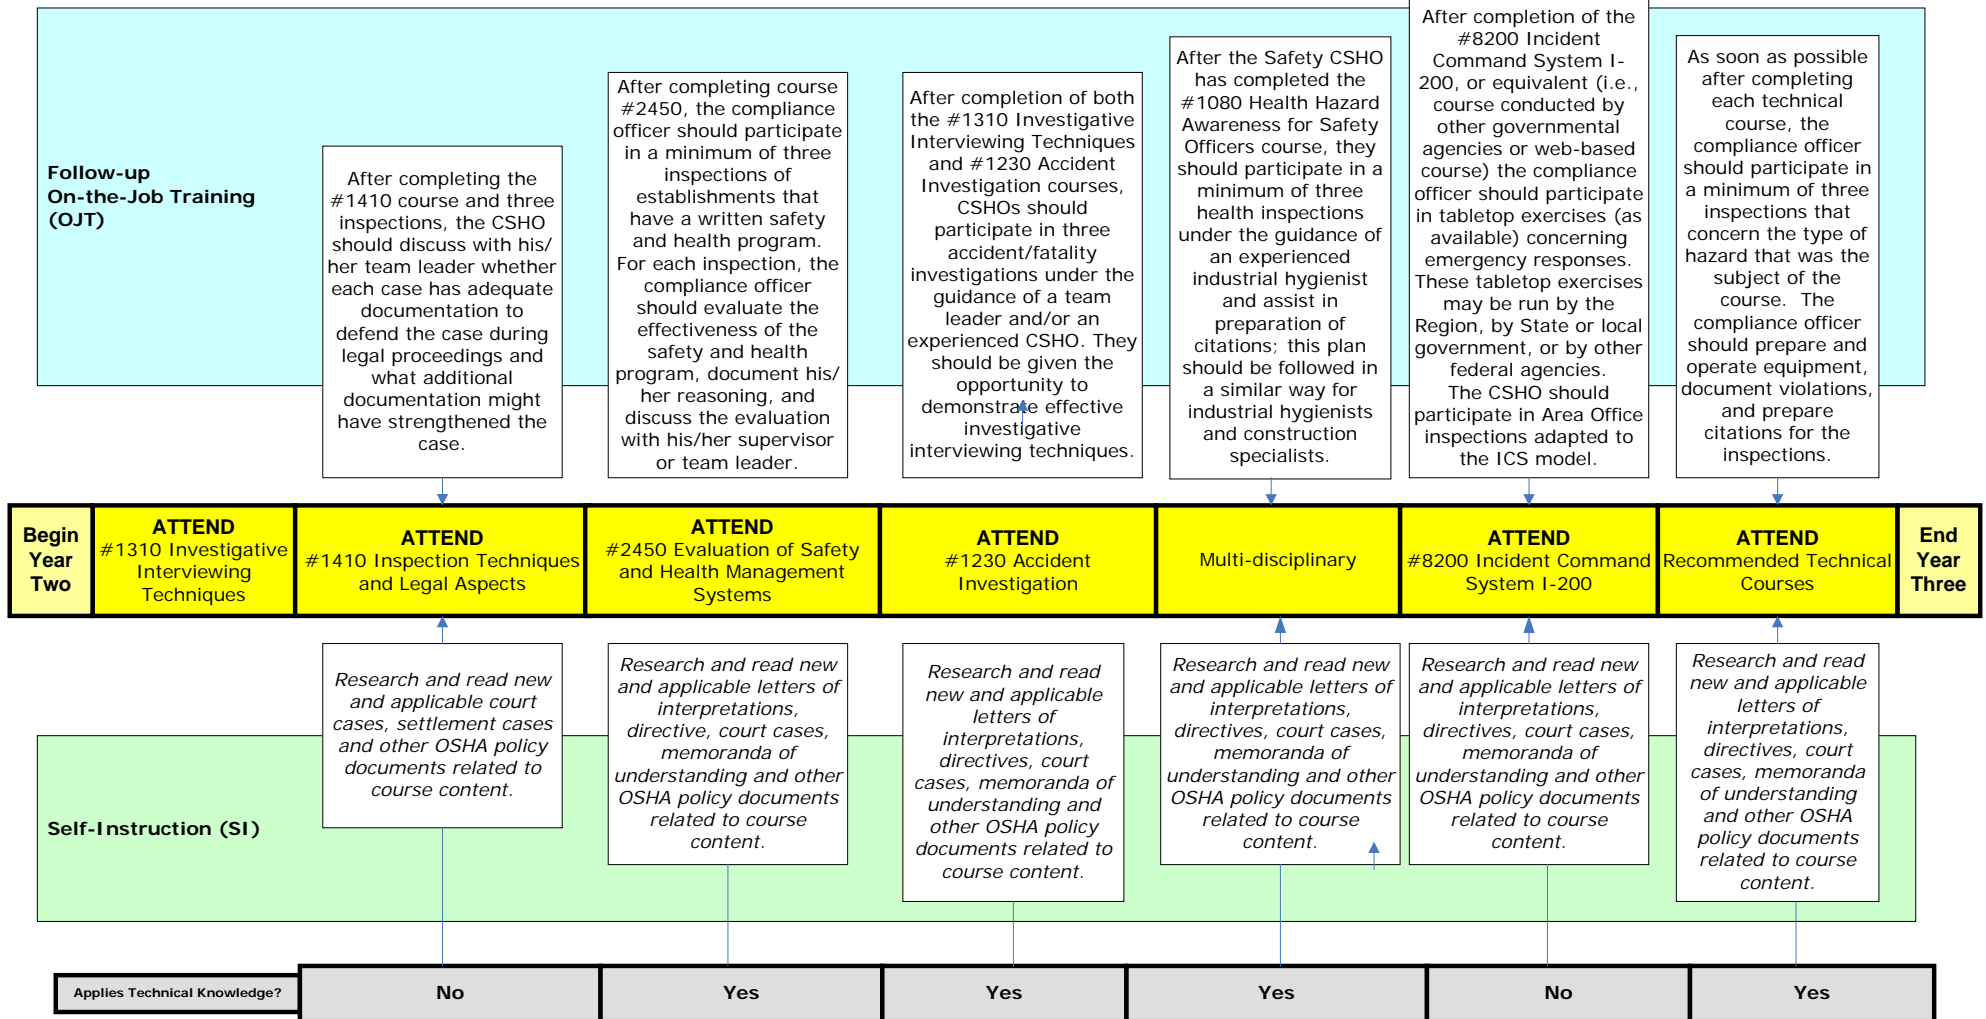 Follow-up
On-the-Job Training
(OJT)
After completing the
#1410 course and three
inspections, the CSHO
should discuss with his/
her team leader whether
each case has adequate
documentation to
defend the case during
legal proceedings and
what additional
documentation might
have strengthened the
case.
After completing course
#2450, the compliance
officer should participate
in a minimum of three
inspections of
establishments that
have a written safety
and health program.
For each inspection, the
compliance officer
should evaluate the
effectiveness of the
safety and health
program, document his/
her reasoning, and
discuss the evaluation
with his/her supervisor
or team leader.
After completion of both
the #1310 Investigative
Interviewing Techniques
and #1230 Accident
Investigation courses,
CSHOs should
participate in three
accident/fatality
investigations under the
guidance of a team
leader and/or an
experienced CSHO. They
should be given the
opportunity to
demonstrate effective
investigative
interviewing techniques.
After the Safety CSHO
has completed the
#1080 Health Hazard
Awareness for Safety
Officers course, they
should participate in a
minimum of three
health inspections
under the guidance of
an experienced
industrial hygienist
and assist in
preparation of
citations; this plan
should be followed in
a similar way for
industrial hygienists
and construction
specialists.
After completion of the
#8200 Incident
Command System I-
200, or equivalent (i.e.,
course conducted by
other governmental
agencies or web-based
course) the compliance
officer should participate
in tabletop exercises (as
available) concerning
emergency responses.
These tabletop exercises
may be run by the
Region, by State or local
government, or by other
federal agencies.
The CSHO should
participate in Area Office
inspections adapted to
the ICS model.
As soon as possible
after completing
each technical
course, the
compliance officer
should participate in
a minimum of three
inspections that
concern the type of
hazard that was the
subject of the
course.  The
compliance officer
should prepare and
operate equipment,
document violations,
and prepare
citations for the
inspections.
Begin
Year
Two
ATTEND
#1310 Investigative
Interviewing
Techniques
ATTEND
#1410 Inspection Techniques
and Legal Aspects
ATTEND
#2450 Evaluation of Safety
and Health Management
Systems
ATTEND
#1230 Accident
Investigation
Multi-disciplinary
ATTEND
#8200 Incident Command
System I-200
ATTEND
Recommended Technical
Courses
End
Year
Three
Self-Instruction (SI)
Research and read new
and applicable court
cases, settlement cases
and other OSHA policy
documents related to
course content.
Research and read new
and applicable letters of
interpretations,
directive, court cases,
memoranda of
understanding and other
OSHA policy documents
related to course
content.
Research and read
new and applicable
letters of
interpretations,
directives, court
cases, memoranda of
understanding and
other OSHA policy
documents related to
course content.
Research and read new
and applicable letters of
interpretations,
directives, court cases,
memoranda of
understanding and other
OSHA policy documents
related to course
content.
Research and read new
and applicable letters of
interpretations,
directives, court cases,
memoranda of
understanding and other
OSHA policy documents
related to course
content.
Research and read
new and applicable
letters of
interpretations,
directives, court
cases, memoranda
of understanding
and other OSHA
policy documents
related to course
content.
Applies Technical Knowledge?
No
Yes
Yes
Yes
No
Yes